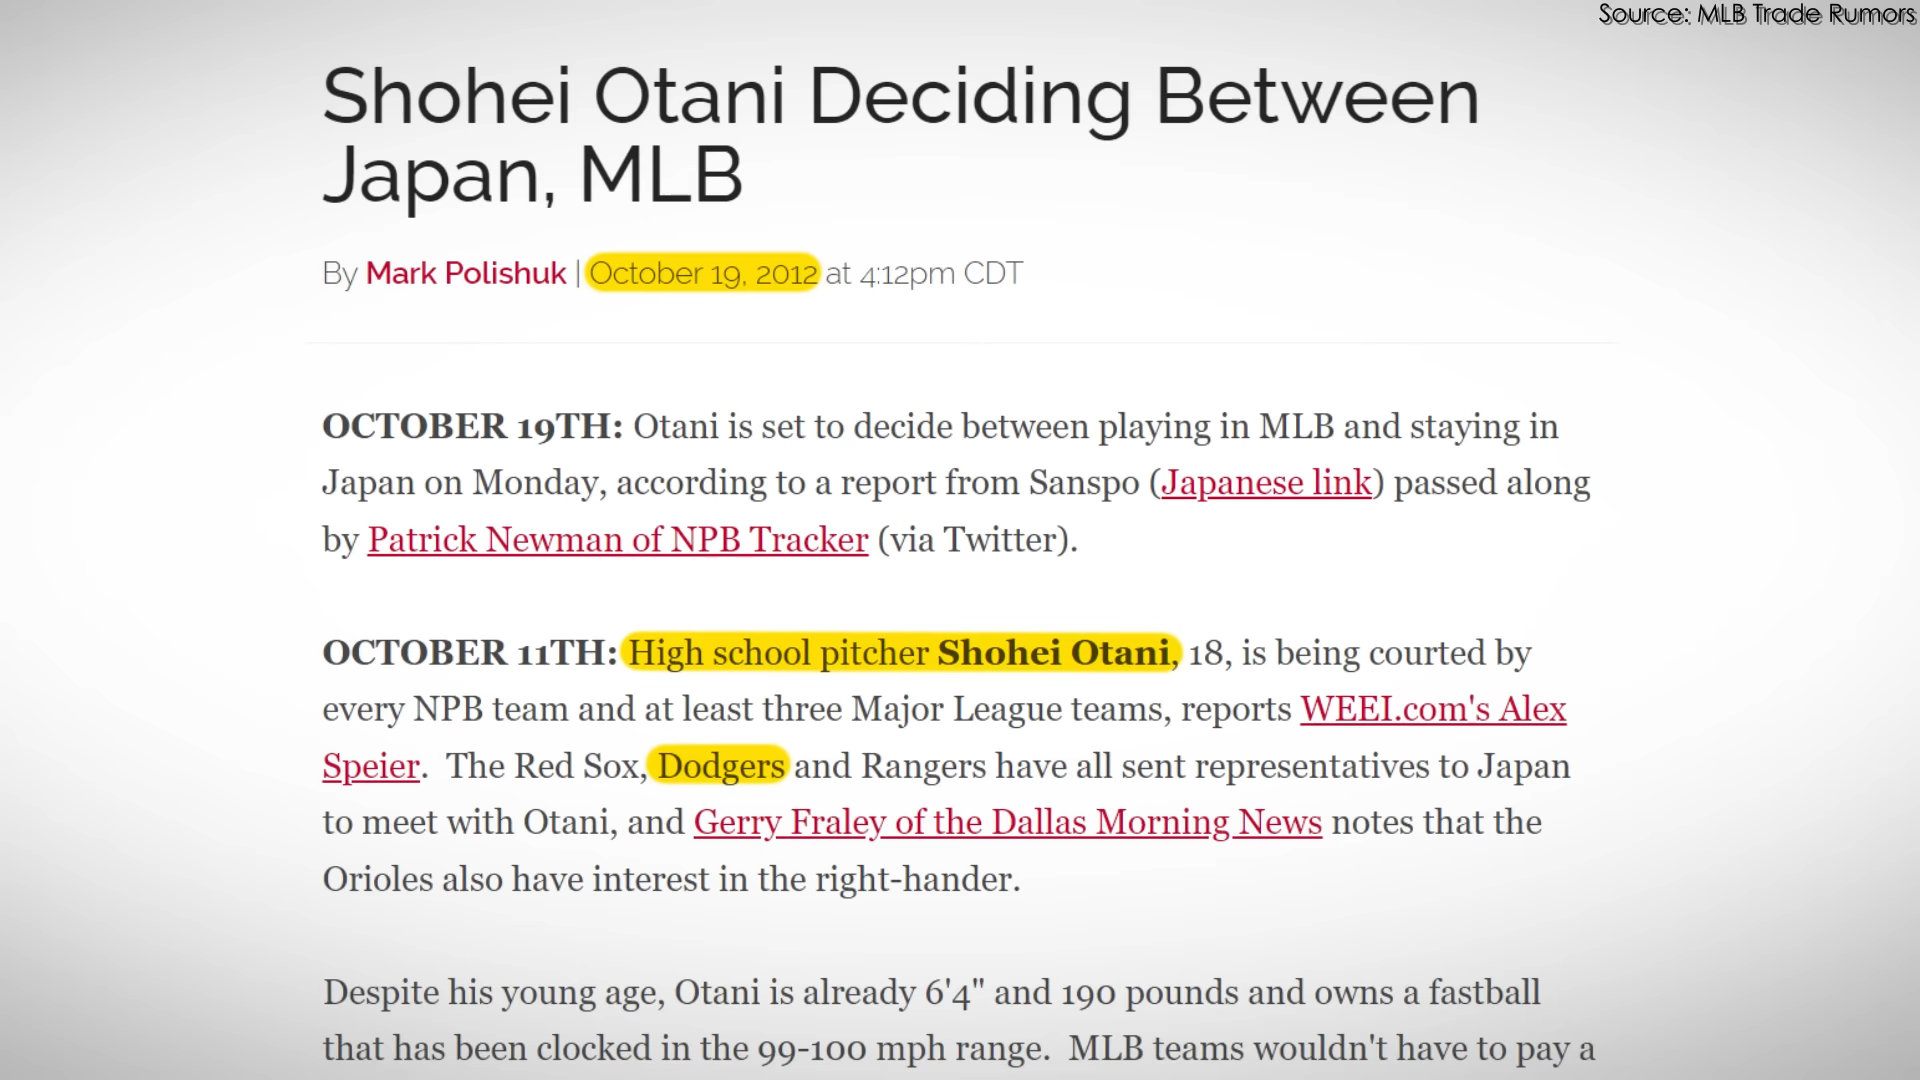 Source: MLB Trade Rumors
Shohei Otani Deciding Between
Japan, MLB
By Mark Polishuk | October 19, 2012 at 4:12pm CDT
OCTOBER 19TH: Otani is set to decide between playing in MLB and staying in
Japan on Monday, according to a report from Sanspo (Japanese link) passed along
by Patrick Newman of NPB Tracker (via Twitter).
OCTOBER 11TH: High school pitcher Shohei Otani, 18, is being courted by
every NPB team and at least three Major League teams, reports WEEI.com's Alex
Speier.  The Red Sox, Dodgers and Rangers have all sent representatives to Japan
to meet with Otani, and Gerry Fraley of the Dallas Morning News notes that the
Orioles also have interest in the right-hander.
Despite his young age, Otani is already 6'4" and 190 pounds and owns a fastball
that has been clocked in the 99-100 mph range.  MLB teams wouldn't have to pay a